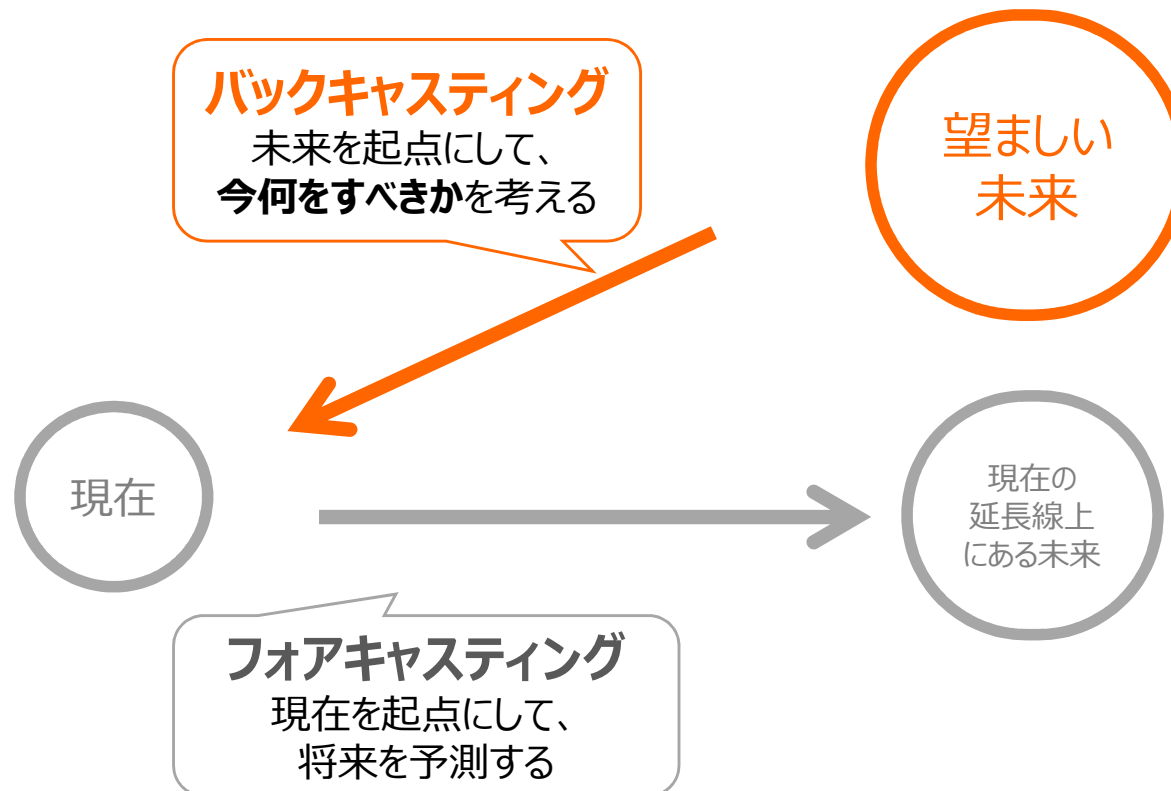 バックキャスティング
未来を起点にして、
今何をすべきかを考える
望ましい
未来
現在
現在の
延長線上
にある未来
フォアキャスティング
現在を起点にして、
将来を予測する